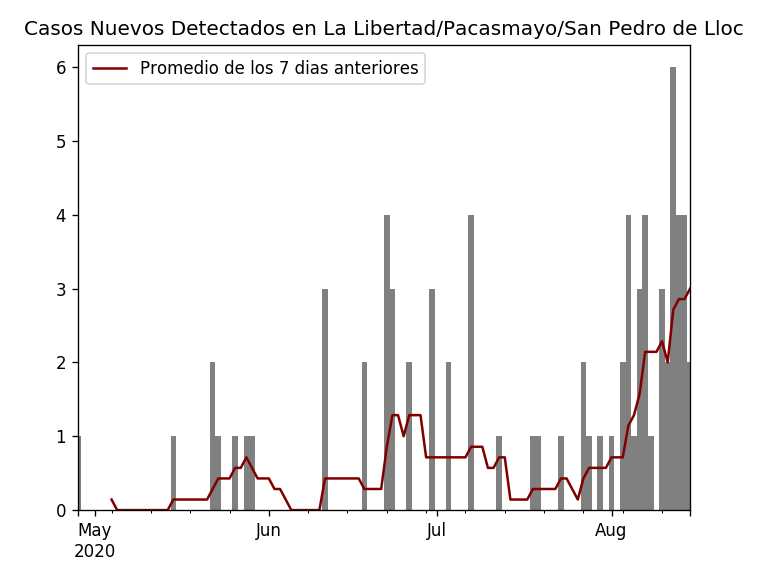 Casos Nuevos Detectados en La Libertad/Pacasmayo/San Pedro de Lloc
Promedio de los 7 dias anteriores
6
5
4
3
2
1
0
May Jun Jul Aug
2020